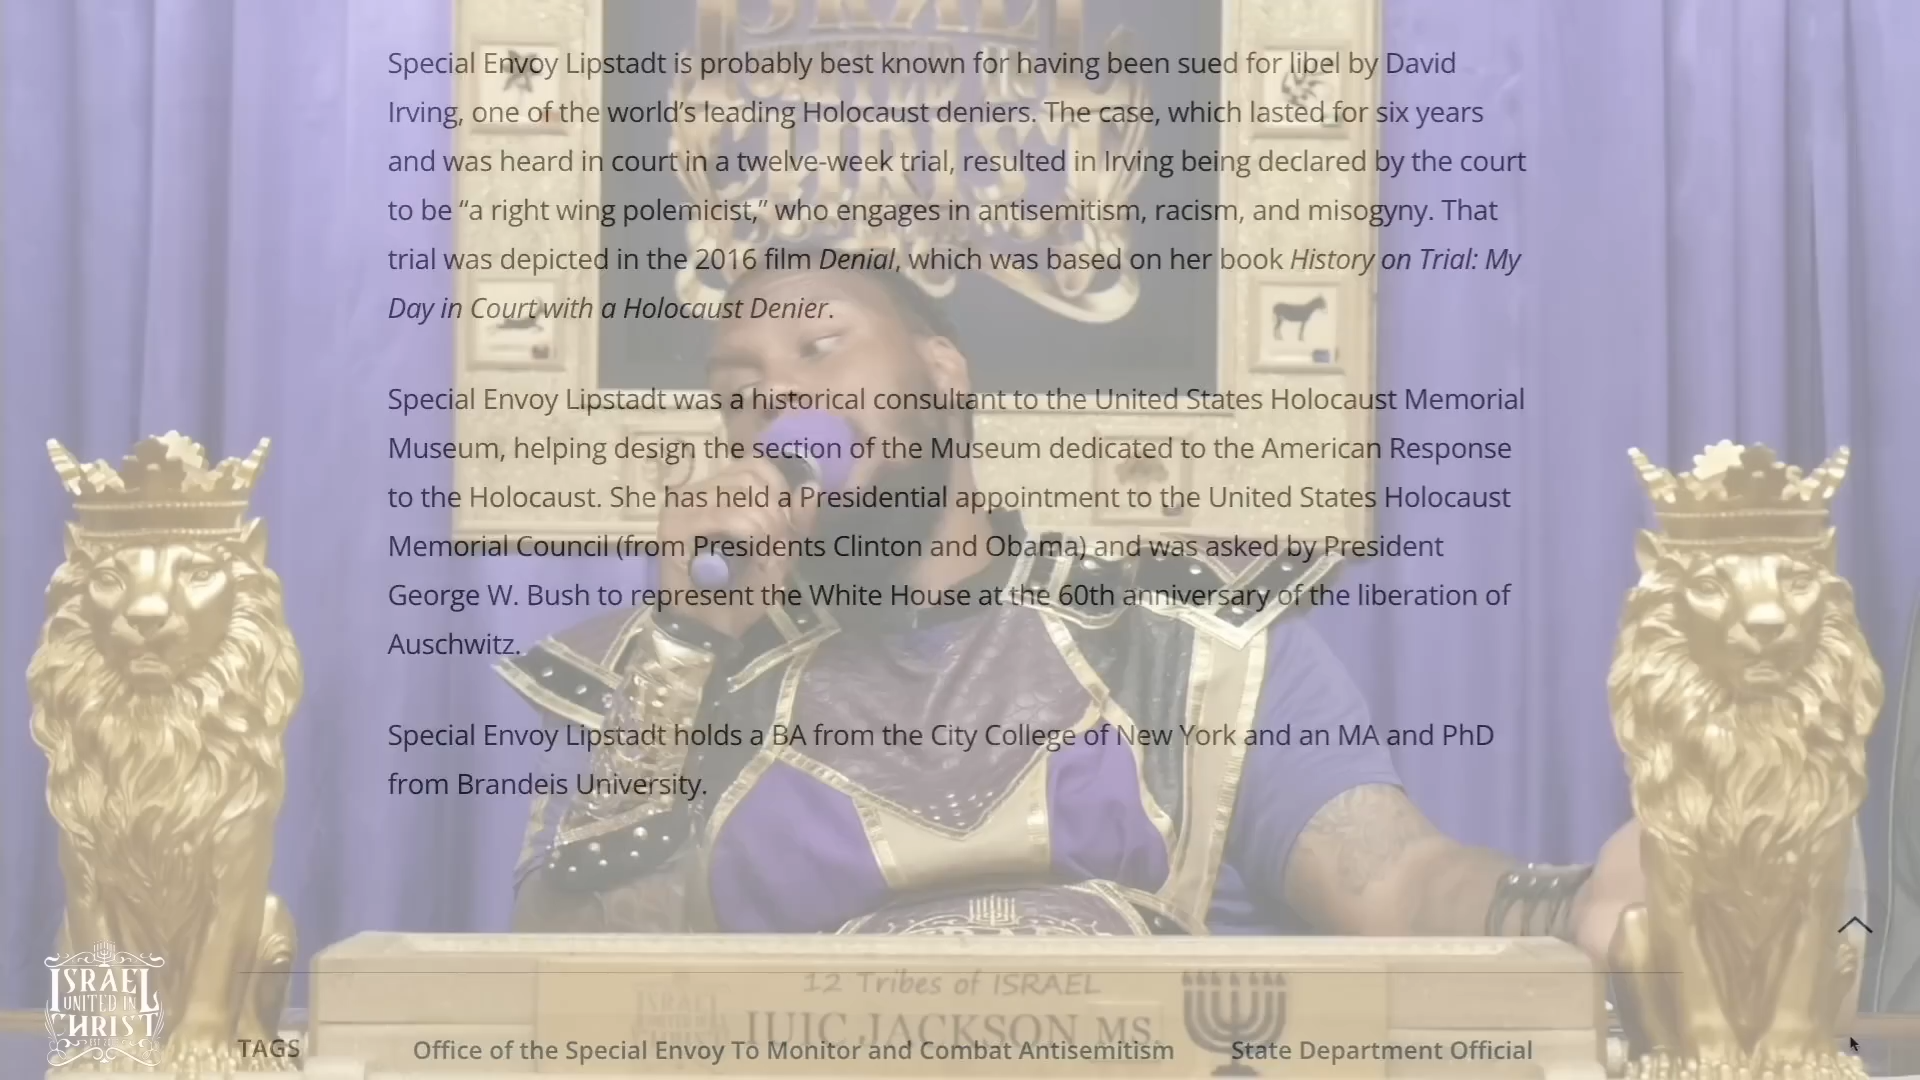 ISRAEL
UNITED IN
CHRIST
Special Envoy Lipstadt is probably best known for having been sued for libel by David
Irving, one of the world’s leading Holocaust deniers. The case, which lasted for six years
and was heard in court in a twelve-week trial, resulted in Irving being declared by the court
to be “a right wing polemicist,” who engages in antisemitism, racism, and misogyny. That
trial was depicted in the 2016 film Denial, which was based on her book History on Trial: My
Day in Court with a Holocaust Denier.
Special Envoy Lipstadt was a historical consultant to the United States Holocaust Memorial
Museum, helping design the section of the Museum dedicated to the American Response
to the Holocaust. She has held a Presidential appointment to the United States Holocaust
Memorial Council (from Presidents Clinton and Obama) and was asked by President
George W. Bush to represent the White House at the 60th anniversary of the liberation of
Auschwitz.
Special Envoy Lipstadt holds a BA from the City College of New York and an MA and PhD
from Brandeis University.
12 Tribes of ISRAEL
IUIC JACKSON MS.
ISRAEL
UNITED IN
CHRIST
TAGS
Office of the Special Envoy To Monitor and Combat Antisemitism
State Department Official